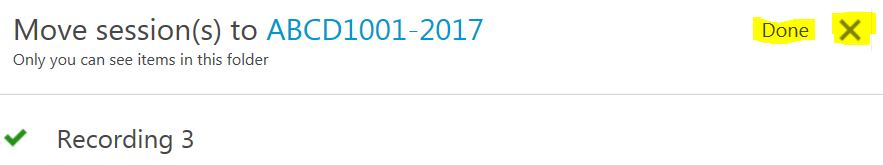 Move session(s) to ABCD1001-2017 Done
Only you can see items in this folder
Recording 3